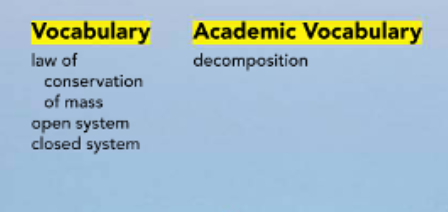 Vocabulary
law of
conservation
of mass
open system
closed system
Academic Vocabulary
decomposition